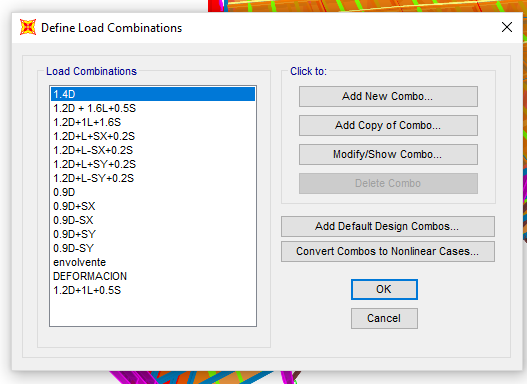 Define Load Combinations
Load Combinations
1.4D
1.2D + 1.6L+0.5S
1.2D+1L+1.6S
1.2D+L+SX+0.2S
1.2D+L-SX+0.2S
1.2D+L+SY+0.2S
1.2D+L-SY+0.2S
0.9D
0.9D+SX
0.9D-SX
0.9D+SY
0.9D-SY
envolvente
DEFORMACION
1.2D+1L+0.5S
Click to:
Add New Combo...
Add Copy of Combo...
Modify/Show Combo...
Delete Combo
Add Default Design Combos...
Convert Combos to Nonlinear Cases...
OK
Cancel